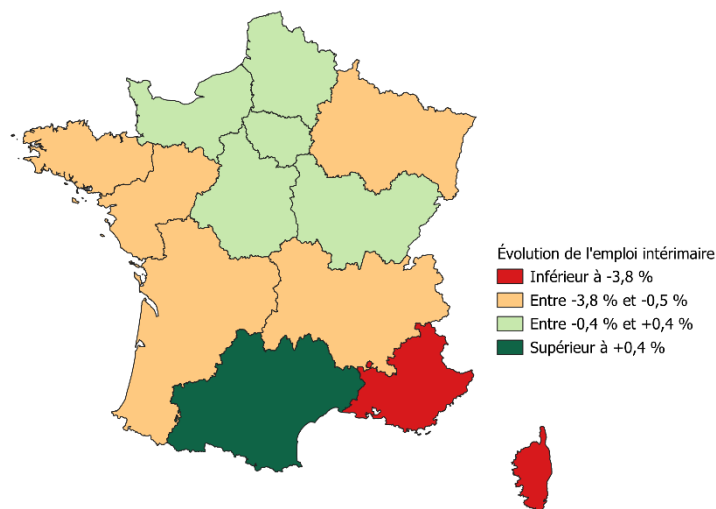 Évolution de l'emploi intérimaire
Inférieur à -3,8 %
Entre -3,8 % et -0,5 %
Entre -0,4 % et +0,4 %
Supérieur à +0,4 %